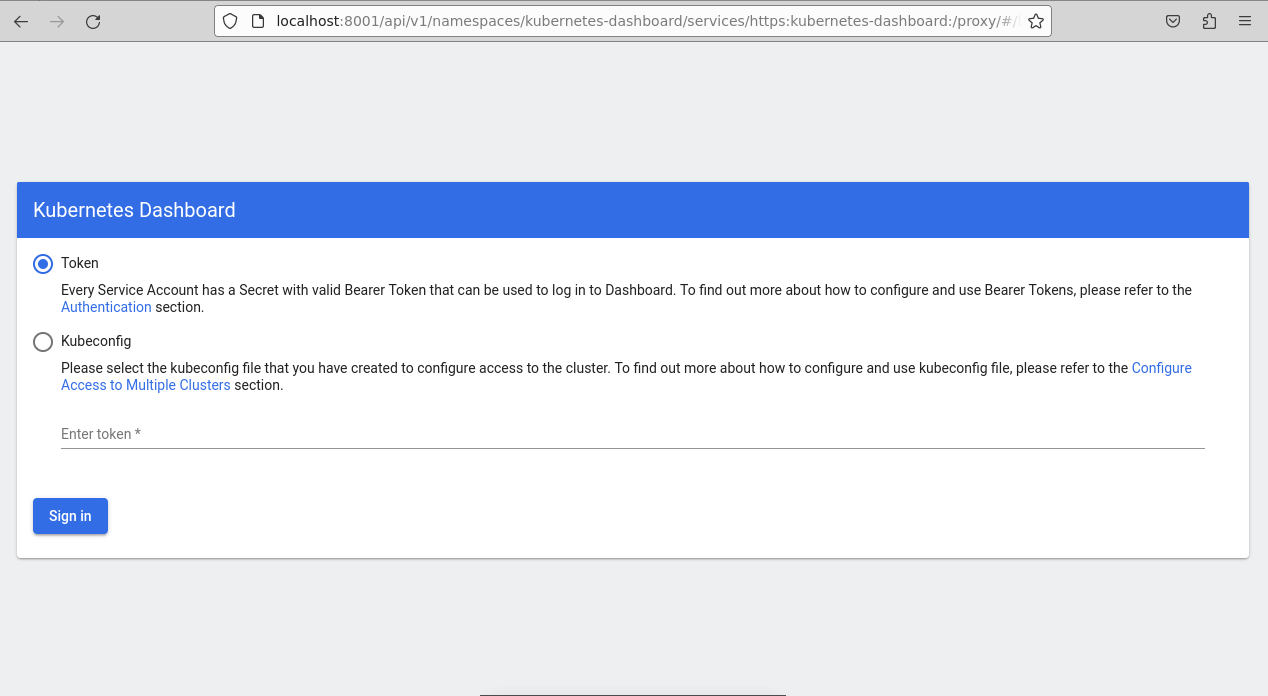 localhost:8001/api/v1/namespaces/kubernetes-dashboard/services/https:kubernetes-dashboard:/proxy/#/
Kubernetes Dashboard
Token
Every Service Account has a Secret with valid Bearer Token that can be used to log in to Dashboard. To find out more about how to configure and use Bearer Tokens, please refer to the
Authentication section.
Kubeconfig
Please select the kubeconfig file that you have created to configure access to the cluster. To find out more about how to configure and use kubeconfig file, please refer to the Configure
Access to Multiple Clusters section.
Enter token *
Sign in